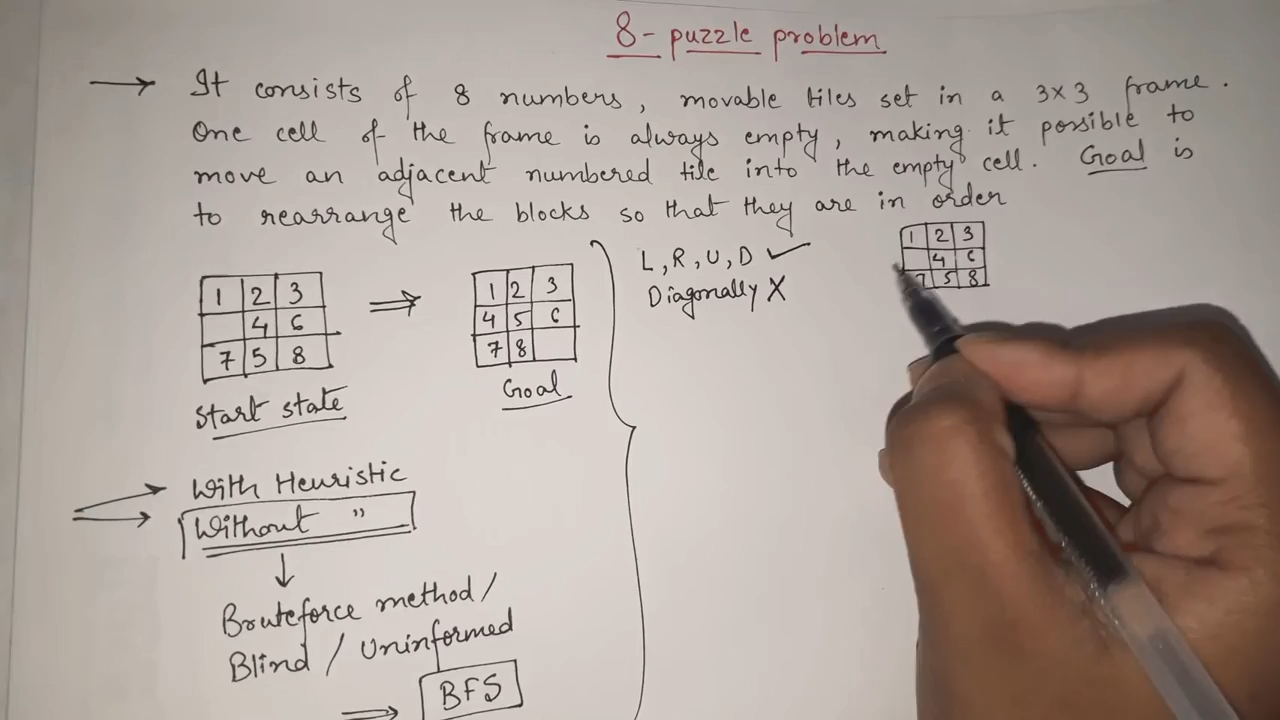 8-puzzle problem
It consists of 8 numbers, movable tiles set in a 3x3 frame.
One cell of the frame is always empty, making it possible to
move an adjacent numbered tile into the empty cell. Goal is
to rearrange the blocks so that they are in order
1 2 3
4 6
7 5 8
Start state
1 2 3
4 5 6
7 8
Goal
L, R, U, D ✓
Diagonally X
1 2 3
4 6
7 5 8
With Heuristic
Without "
Bruteforce method/
Blind / Uninformed
BFS